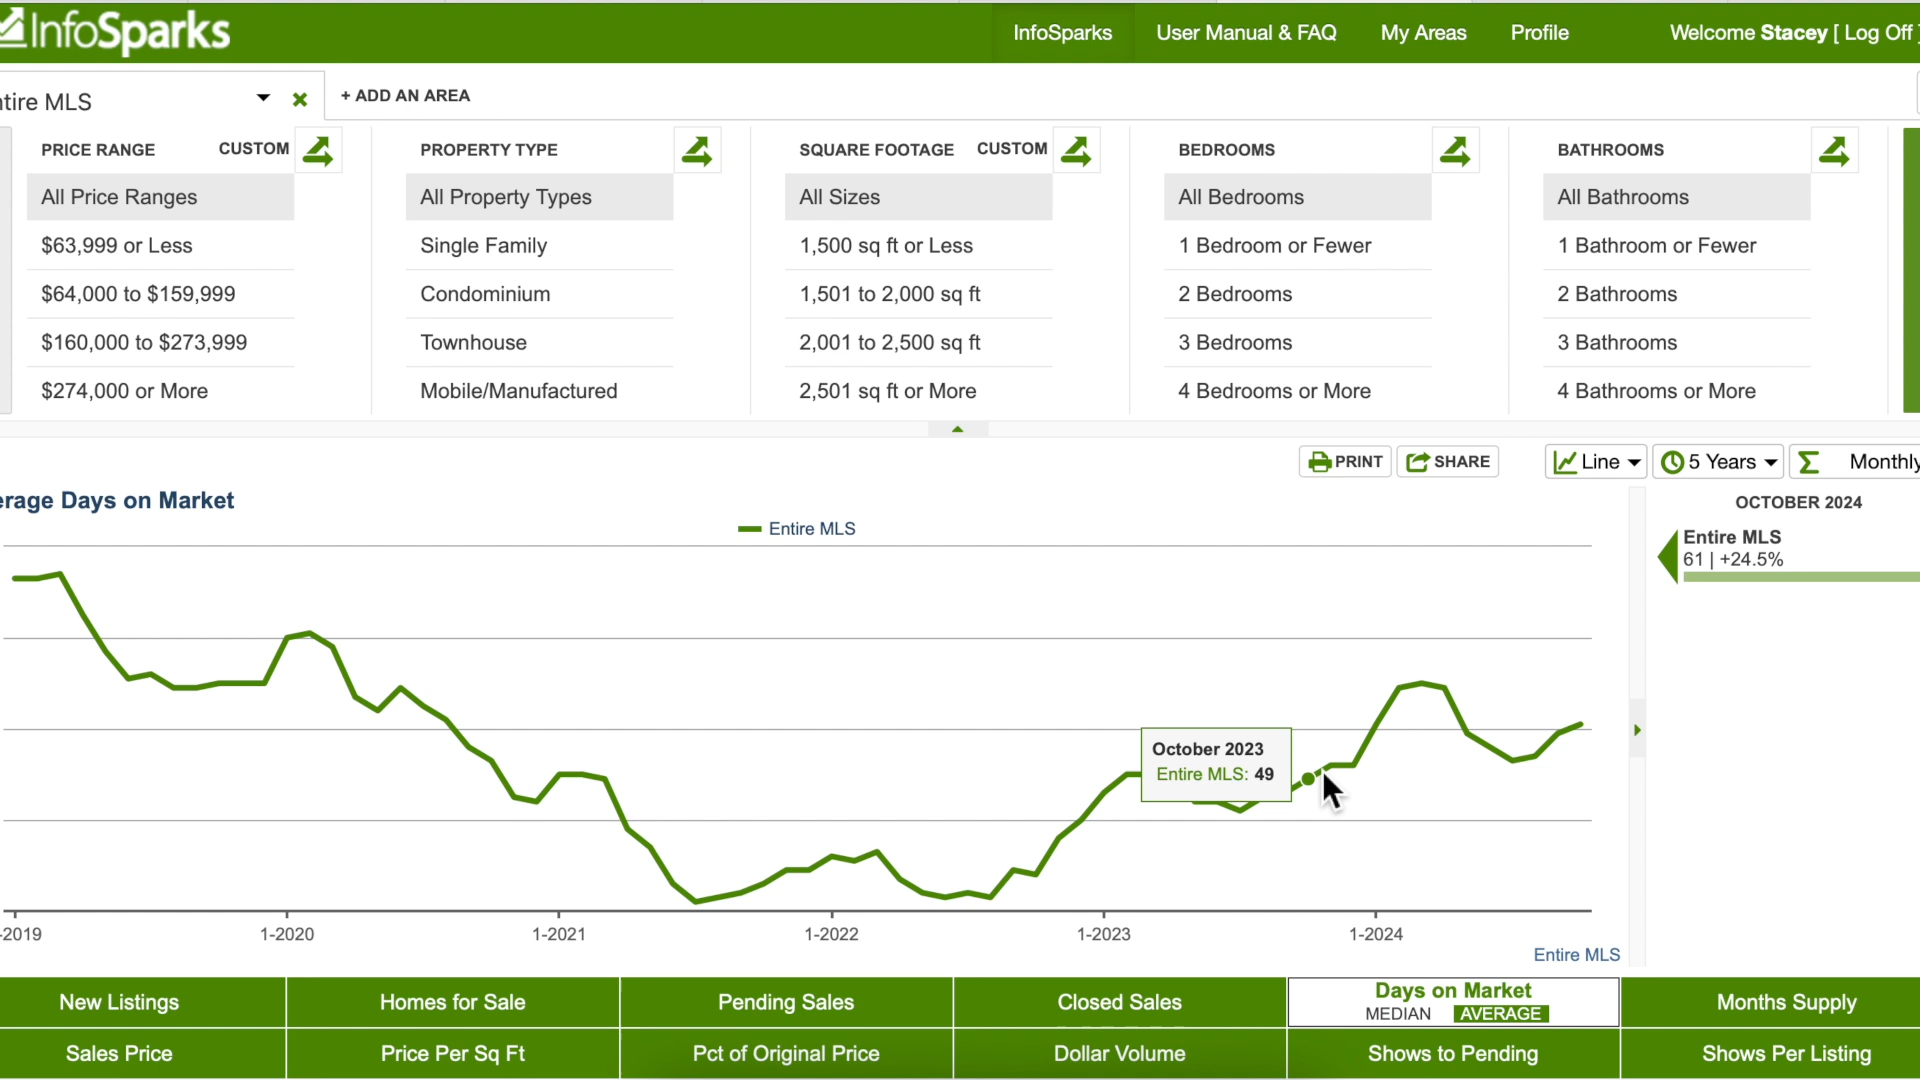 InfoSparks
InfoSparks User Manual & FAQ My Areas Profile Welcome Stacey [ Log Off ]
ntire MLS
+ ADD AN AREA
PRICE RANGE CUSTOM
All Price Ranges
$63,999 or Less
$64,000 to $159,999
$160,000 to $273,999
$274,000 or More
PROPERTY TYPE
All Property Types
Single Family
Condominium
Townhouse
Mobile/Manufactured
SQUARE FOOTAGE CUSTOM
All Sizes
1,500 sq ft or Less
1,501 to 2,000 sq ft
2,001 to 2,500 sq ft
2,501 sq ft or More
BEDROOMS
All Bedrooms
1 Bedroom or Fewer
2 Bedrooms
3 Bedrooms
4 Bedrooms or More
BATHROOMS
All Bathrooms
1 Bathroom or Fewer
2 Bathrooms
3 Bathrooms
4 Bathrooms or More
PRINT SHARE Line 5 Years Monthly
erage Days on Market
Entire MLS
OCTOBER 2024
Entire MLS
61 | +24.5%
October 2023
Entire MLS: 49
-2019 1-2020 1-2021 1-2022 1-2023 1-2024
Entire MLS
New Listings Homes for Sale Pending Sales Closed Sales Days on Market Months Supply
MEDIAN AVERAGE
Sales Price Price Per Sq Ft Pct of Original Price Dollar Volume Shows to Pending Shows Per Listing